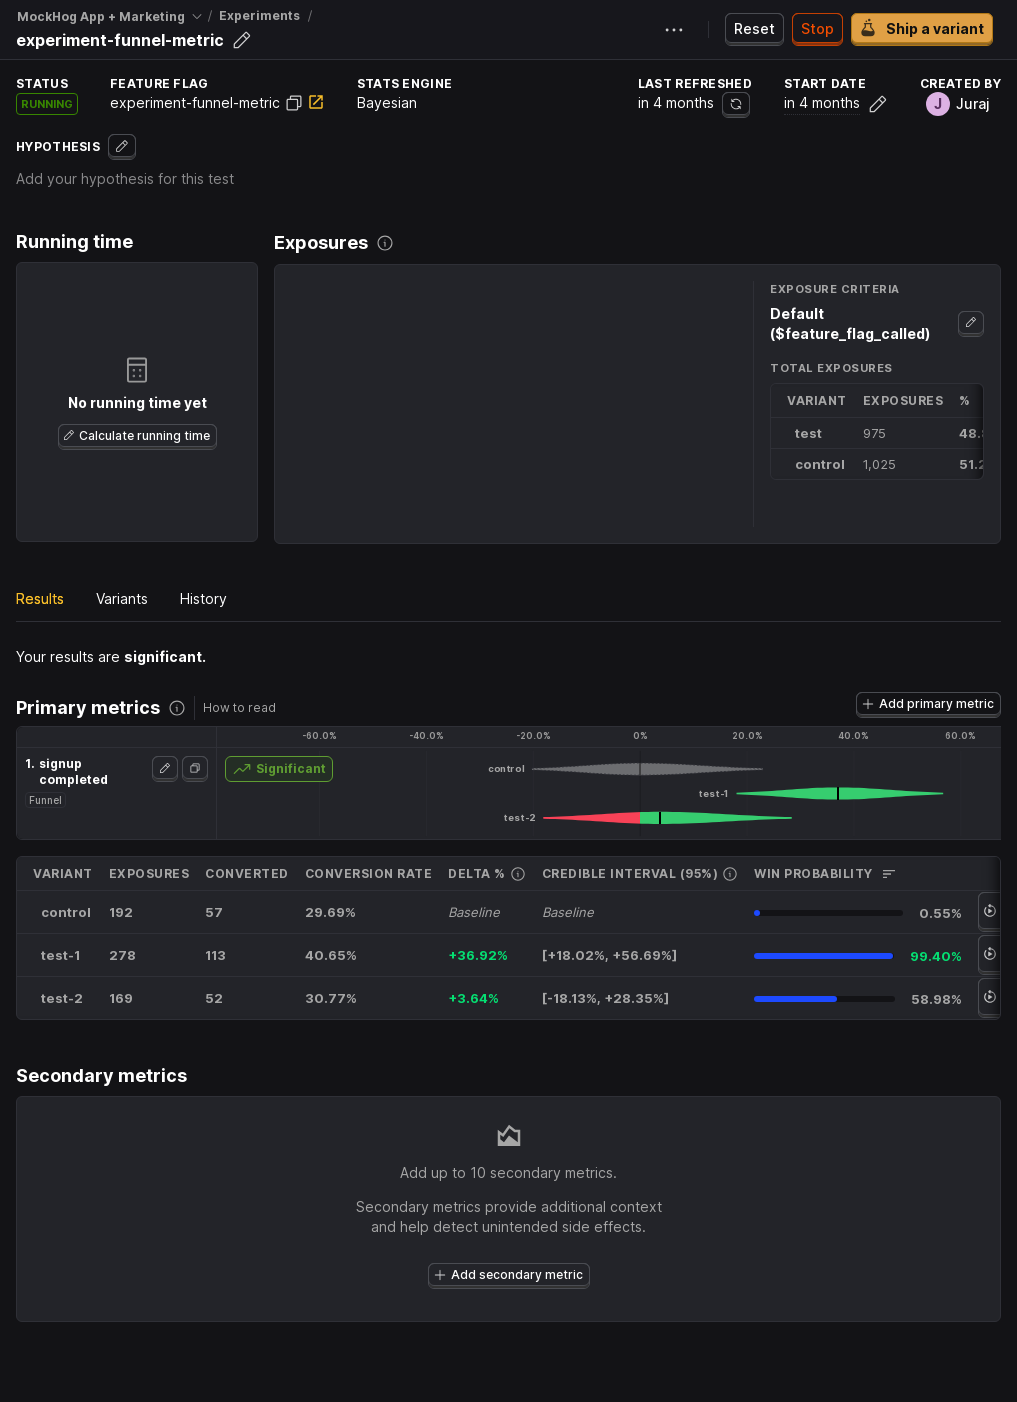 MockHog App + Marketing / Experiments /
experiment-funnel-metric
Reset
Stop
Ship a variant
STATUS
RUNNING
FEATURE FLAG
experiment-funnel-metric
STATS ENGINE
Bayesian
LAST REFRESHED
in 4 months
START DATE
in 4 months
CREATED BY
J Juraj
HYPOTHESIS
Add your hypothesis for this test
Running time
No running time yet
Calculate running time
Exposures
EXPOSURE CRITERIA
Default
($feature_flag_called)
TOTAL EXPOSURES
VARIANT EXPOSURES %
test 975 48.
control 1,025 51.2
Results Variants History
Your results are significant.
Primary metrics How to read
Add primary metric
-60.0% -40.0% -20.0% 0% 20.0% 40.0% 60.0%
1. signup
completed
Funnel
Significant
control
test-1
test-2
VARIANT EXPOSURES CONVERTED CONVERSION RATE DELTA % CREDIBLE INTERVAL (95%) WIN PROBABILITY
control 192 57 29.69% Baseline Baseline 0.55%
test-1 278 113 40.65% +36.92% [+18.02%, +56.69%] 99.40%
test-2 169 52 30.77% +3.64% [-18.13%, +28.35%] 58.98%
Secondary metrics
Add up to 10 secondary metrics.
Secondary metrics provide additional context
and help detect unintended side effects.
Add secondary metric